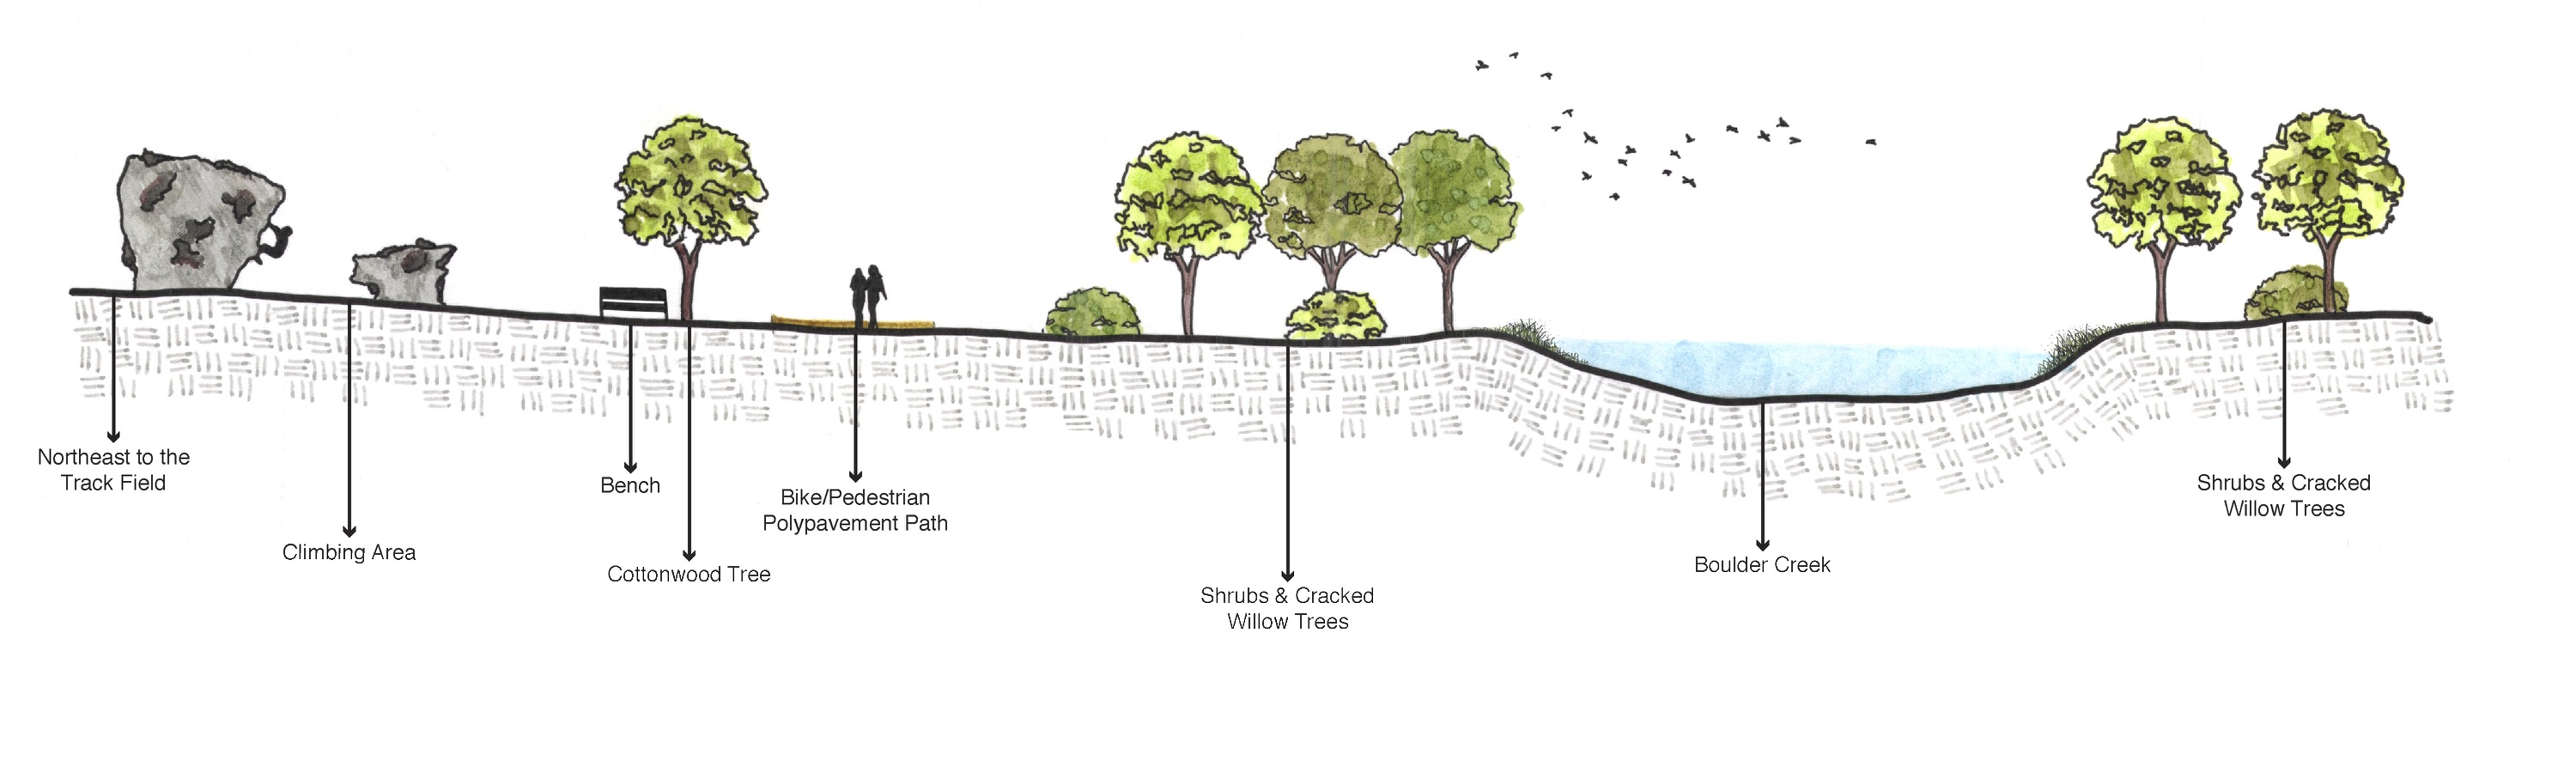 Northeast to the
Track Field
Climbing Area
Bench
Cottonwood Tree
Bike/Pedestrian
Polypavement Path
Shrubs & Cracked
Willow Trees
Boulder Creek
Shrubs & Cracked
Willow Trees